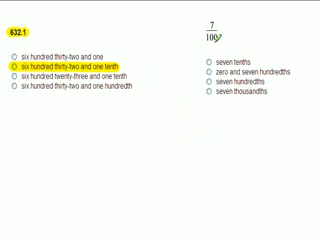 632.1
six hundred thirty-two and one
six hundred thirty-two and one tenth
six hundred twenty-three and one tenth
six hundred thirty-two and one hundredth
7
100
seven tenths
zero and seven hundredths
seven hundredths
seven thousandths